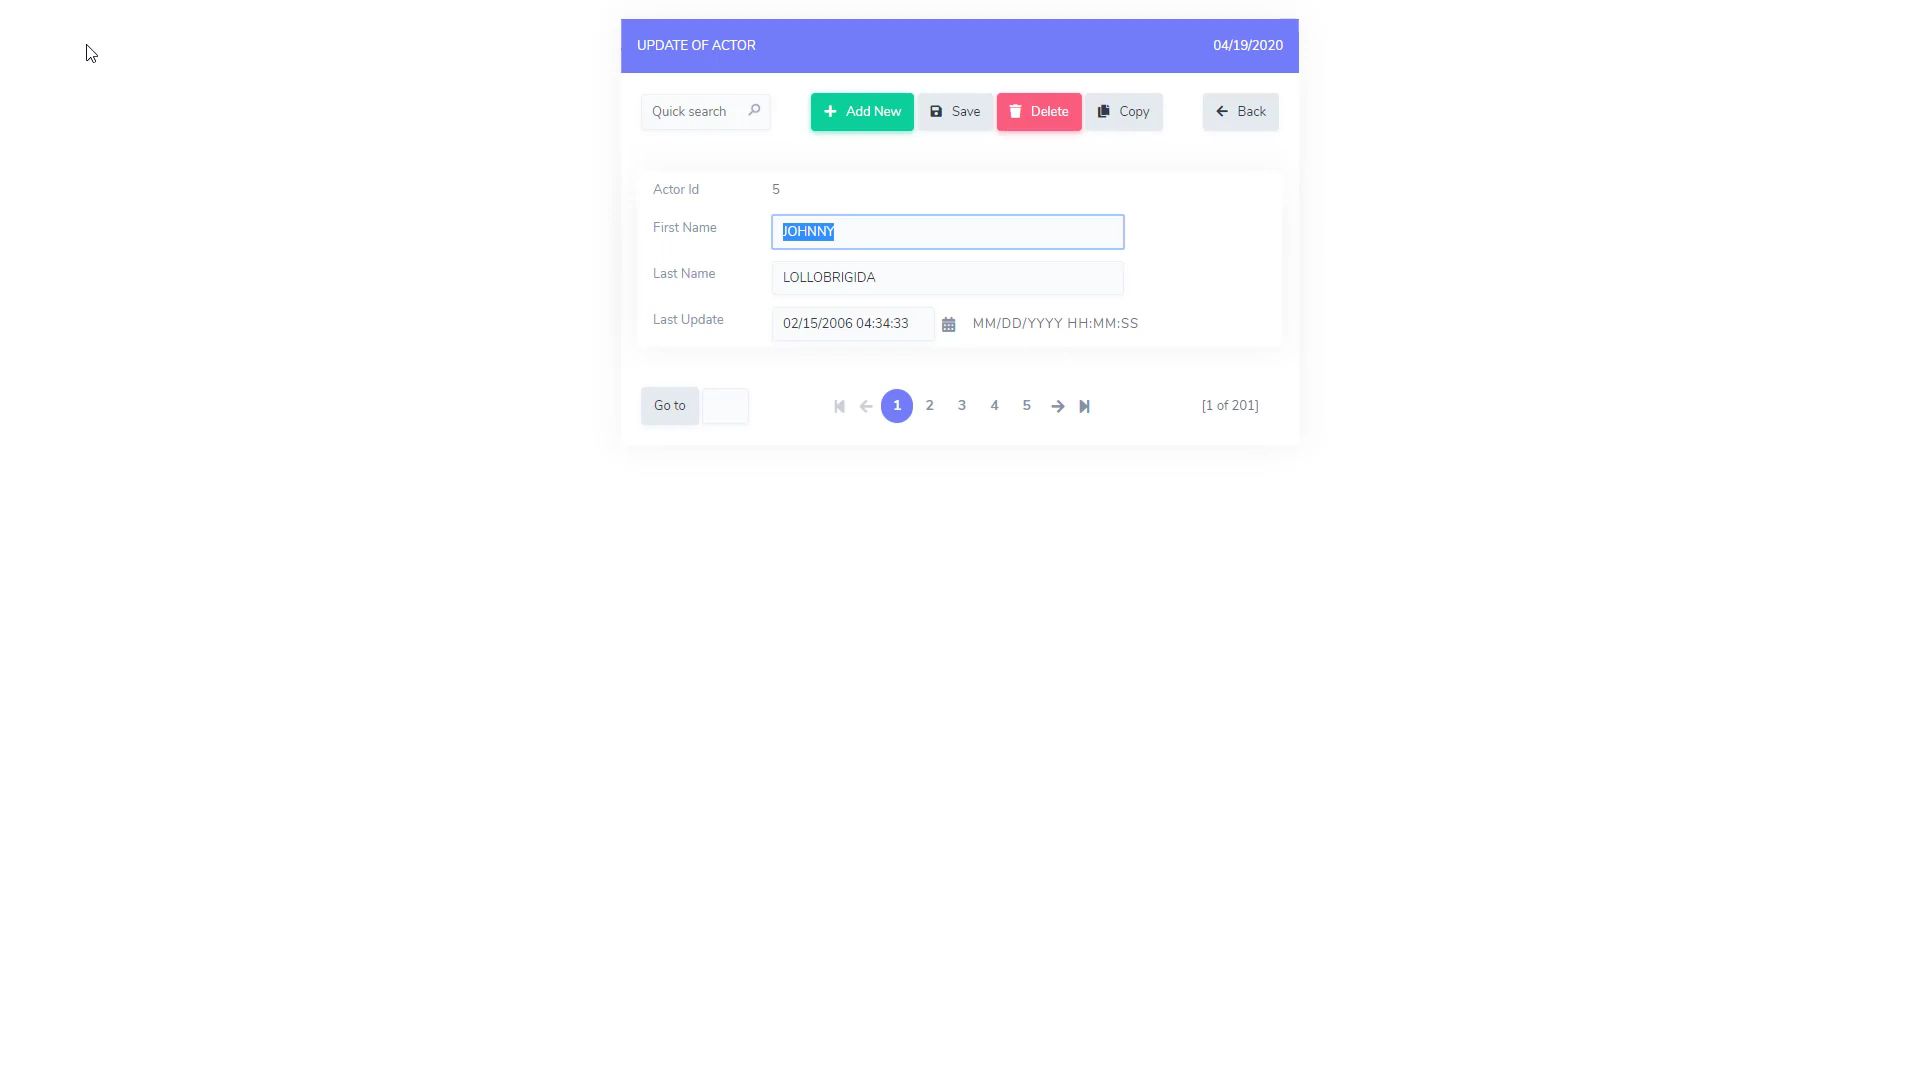 UPDATE OF ACTOR 04/19/2020
Quick search Add New Save Delete Copy Back
Actor Id 5
First Name JOHNNY
Last Name LOLLOBRIGIDA
Last Update 02/15/2006 04:34:33 MM/DD/YYYY HH:MM:SS
Go to 1 2 3 4 5 [1 of 201]